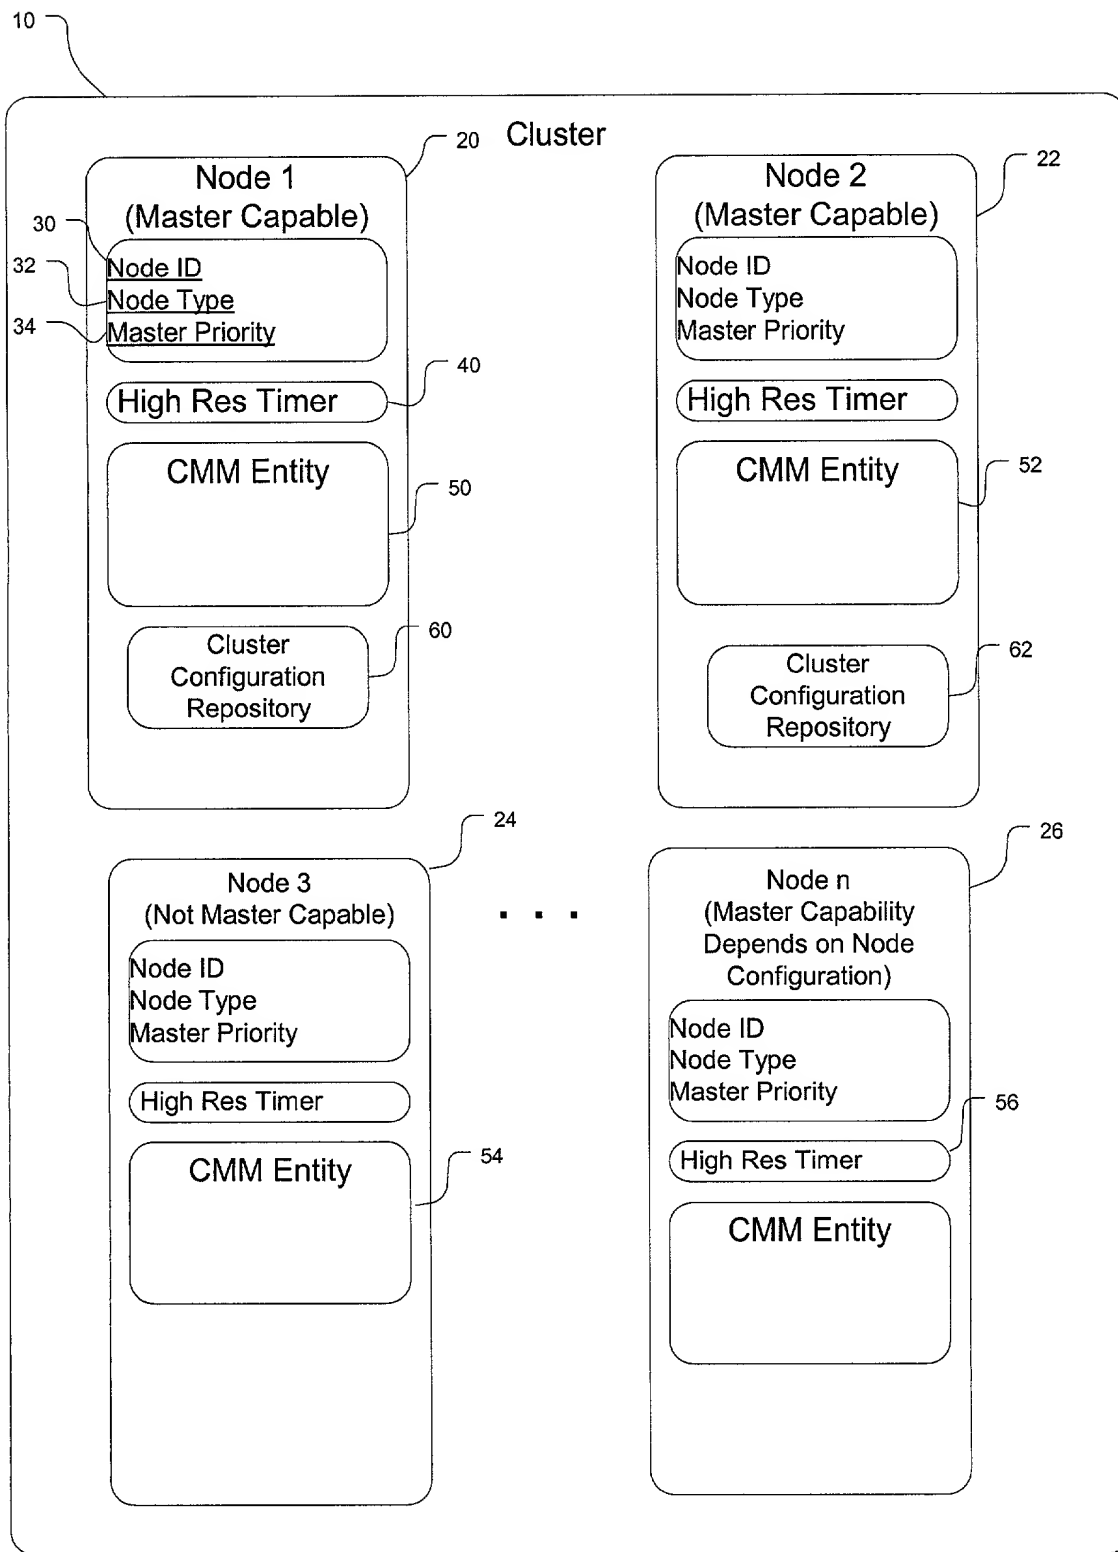 10
Cluster
20
Node 1
(Master Capable)
30
Node ID
32
Node Type
34
Master Priority
40
High Res Timer
CMM Entity
50
60
Cluster
Configuration
Repository
22
Node 2
(Master Capable)
Node ID
Node Type
Master Priority
High Res Timer
CMM Entity
52
Cluster
Configuration
Repository
62
24
Node 3
(Not Master Capable)
Node ID
Node Type
Master Priority
High Res Timer
CMM Entity
54
. . .
26
Node n
(Master Capability
Depends on Node
Configuration)
Node ID
Node Type
Master Priority
56
High Res Timer
CMM Entity